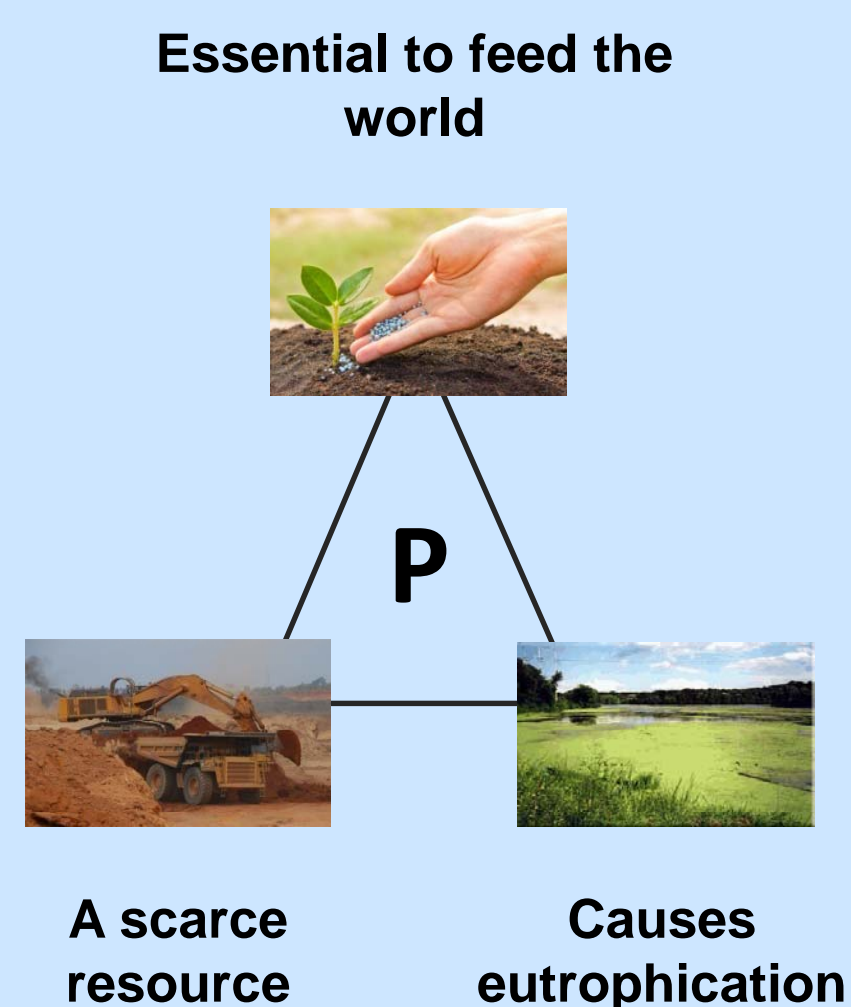 Essential to feed the
world
P
A scarce
resource
Causes
eutrophication